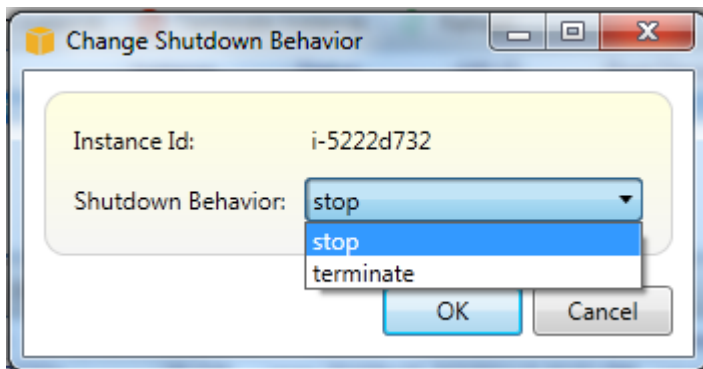 Change Shutdown Behavior
Instance Id: i-5222d732
Shutdown Behavior: stop
stop
terminate
OK Cancel